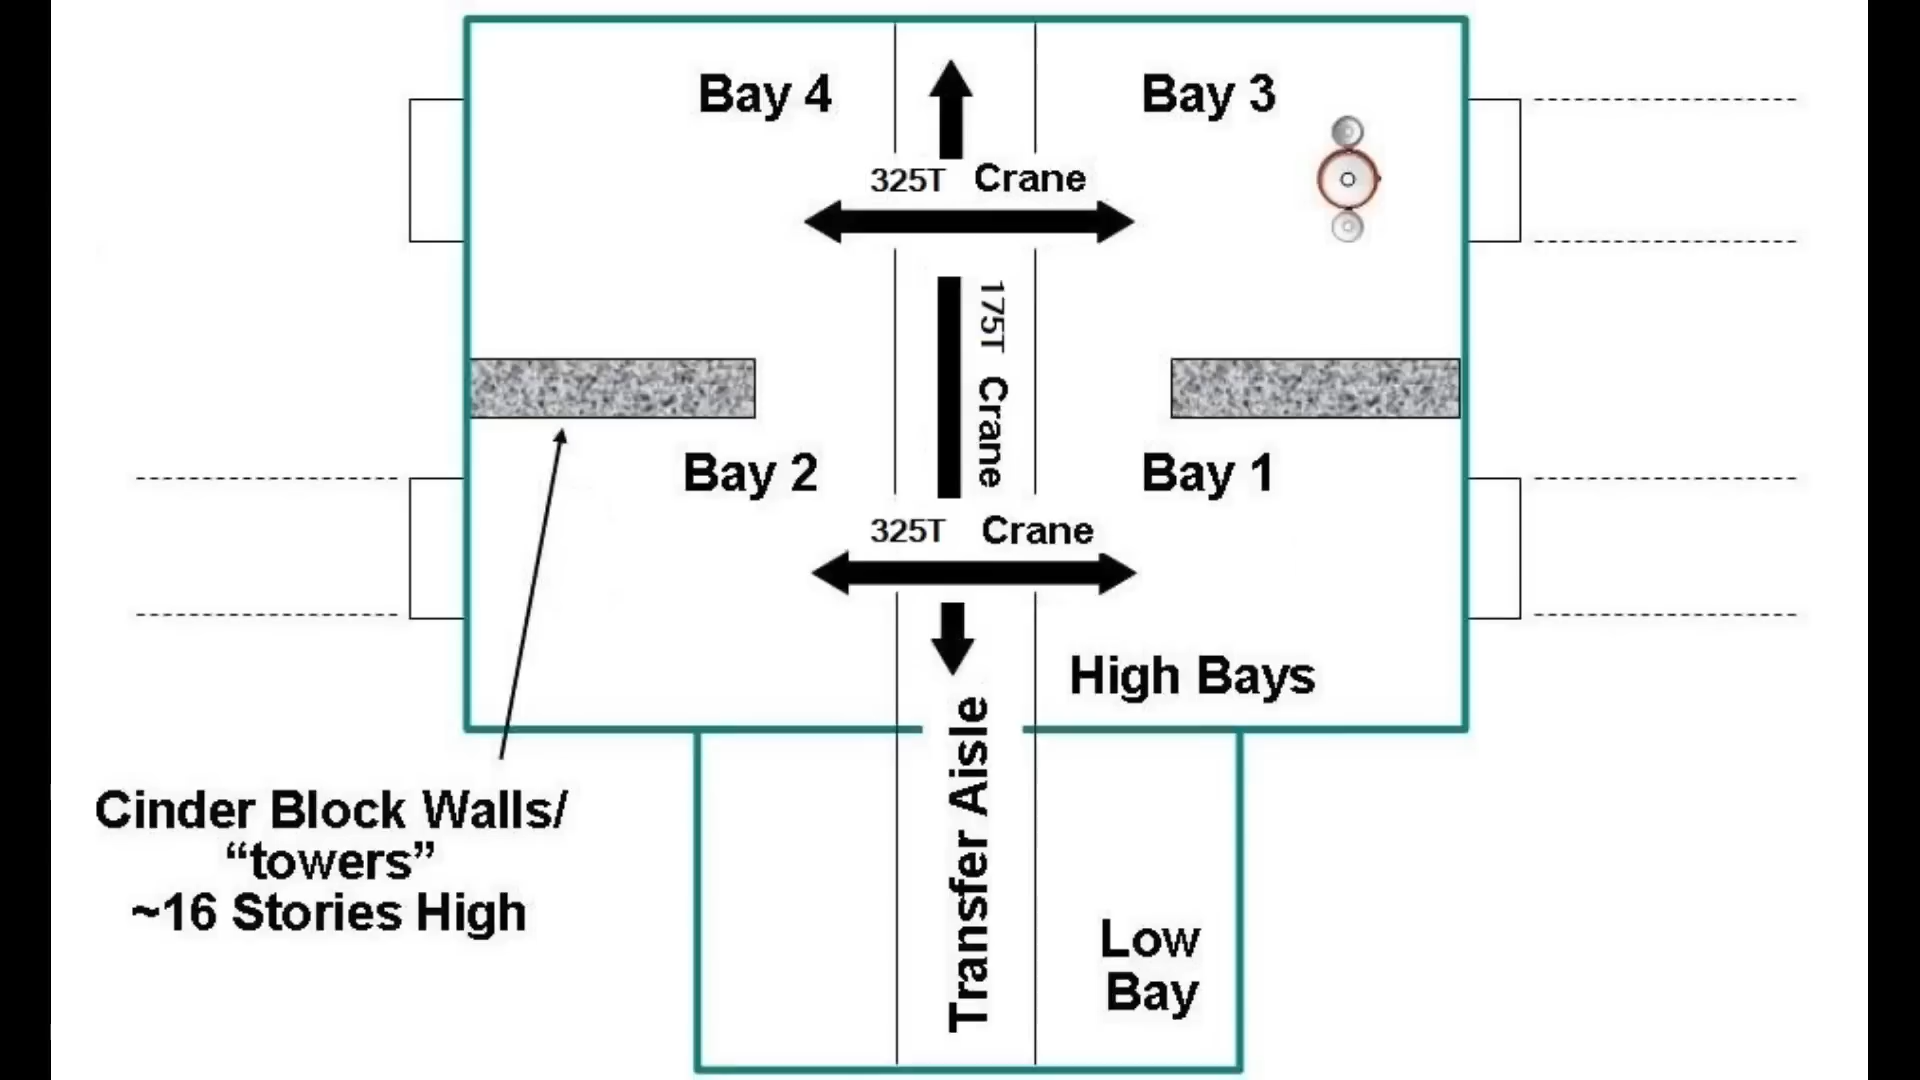 Bay 4
Bay 3
325T Crane
175T Crane
Bay 2
Bay 1
325T Crane
High Bays
Transfer Aisle
Cinder Block Walls/
“towers”
~16 Stories High
Low
Bay